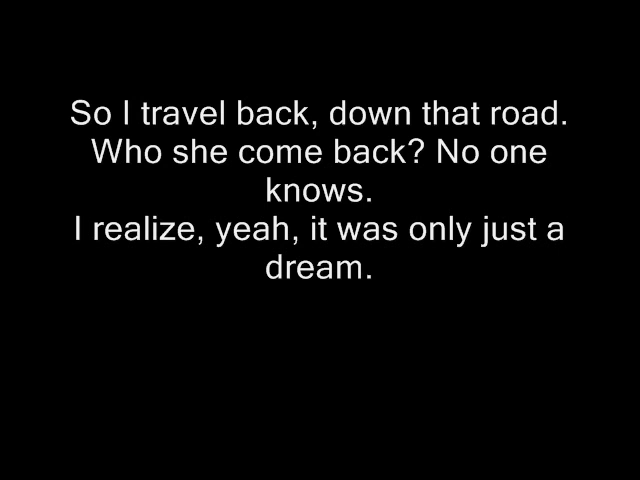 So I travel back, down that road.
Who she come back? No one
knows.
I realize, yeah, it was only just a
dream.